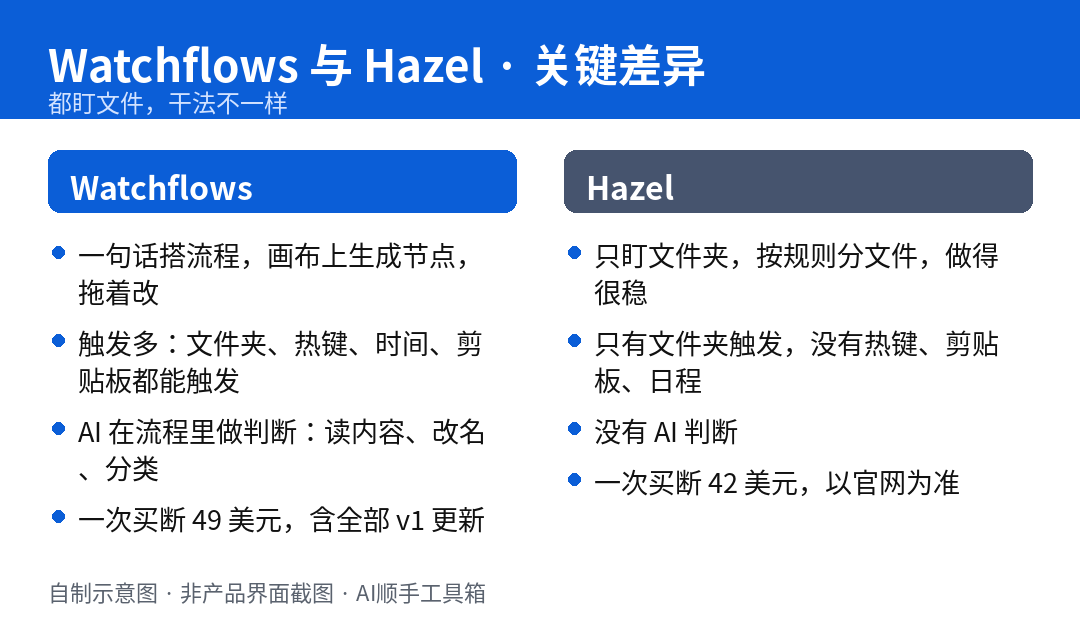 Watchflows 与 Hazel · 关键差异
都盯文件，干法不一样
Watchflows
一句话搭流程，画布上生成节点，
拖着改
触发多：文件夹、热键、时间、剪
贴板都能触发
AI 在流程里做判断：读内容、改名
、分类
一次买断 49 美元，含全部 v1 更新
Hazel
只盯文件夹，按规则分文件，做得
很稳
只有文件夹触发，没有热键、剪贴
板、日程
没有 AI 判断
一次买断 42 美元，以官网为准
自制示意图 · 非产品界面截图 · AI顺手工具箱